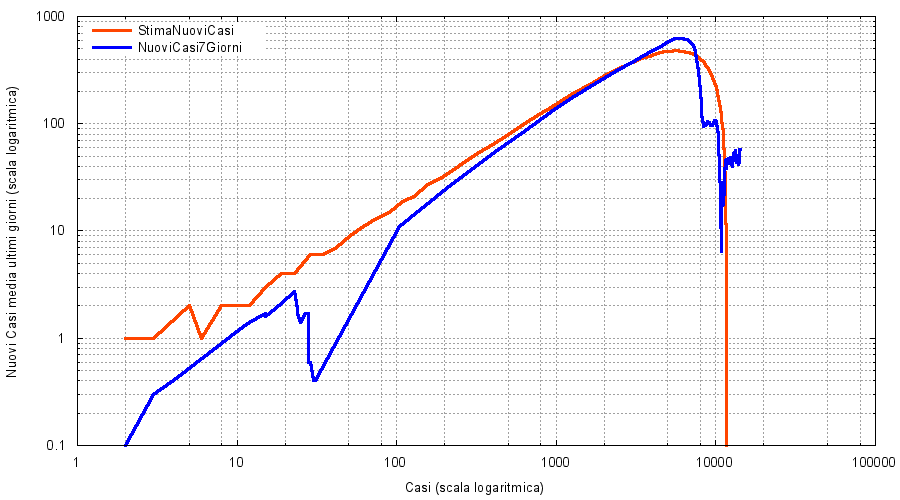 1000
StimaNuoviCasi
NuoviCasi7Giorni
100
10
1
0.1
Nuovi Casi media ultimi giorni (scala logaritmica)
1
10
100
1000
10000
100000
Casi (scala logaritmica)